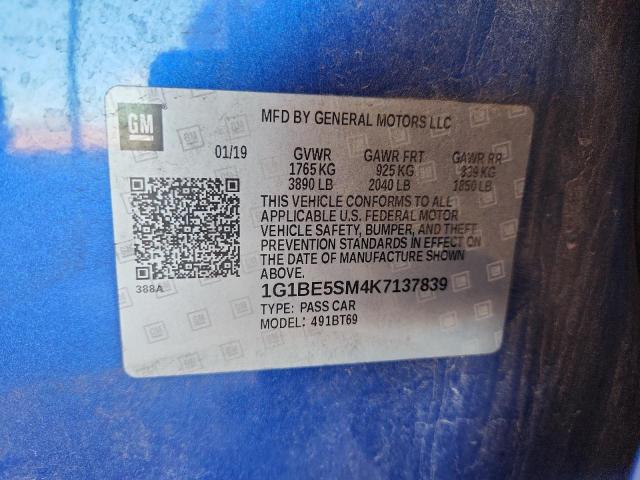 GM
MFD BY GENERAL MOTORS LLC
01/19 GVWR GAWR FRT GAWR RR
1765 KG 925 KG 839 KG
3890 LB 2040 LB 1850 LB
THIS VEHICLE CONFORMS TO ALL
APPLICABLE U.S. FEDERAL MOTOR
VEHICLE SAFETY, BUMPER, AND THEFT
PREVENTION STANDARDS IN EFFECT ON
THE DATE OF MANUFACTURE SHOWN
ABOVE.
388A
1G1BE5SM4K7137839
TYPE: PASS CAR
MODEL: 491BT69